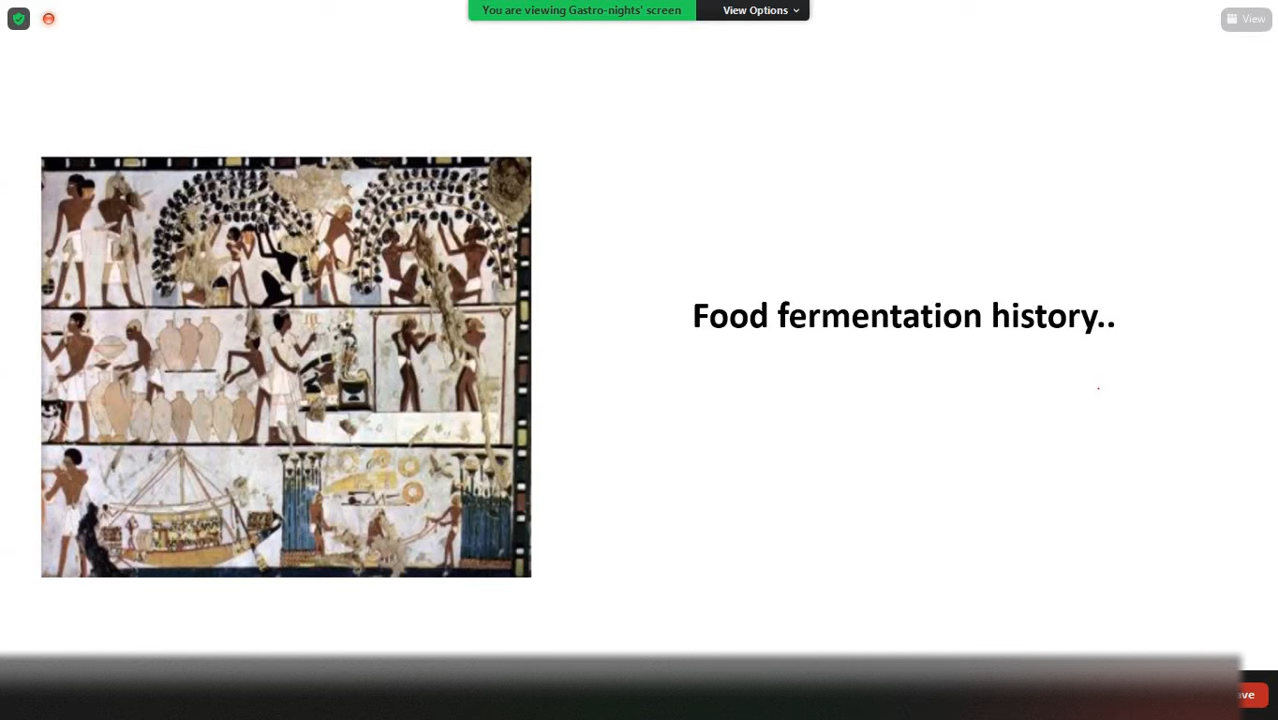 You are viewing Gastro-nights' screen
View Options
View
Food fermentation history..